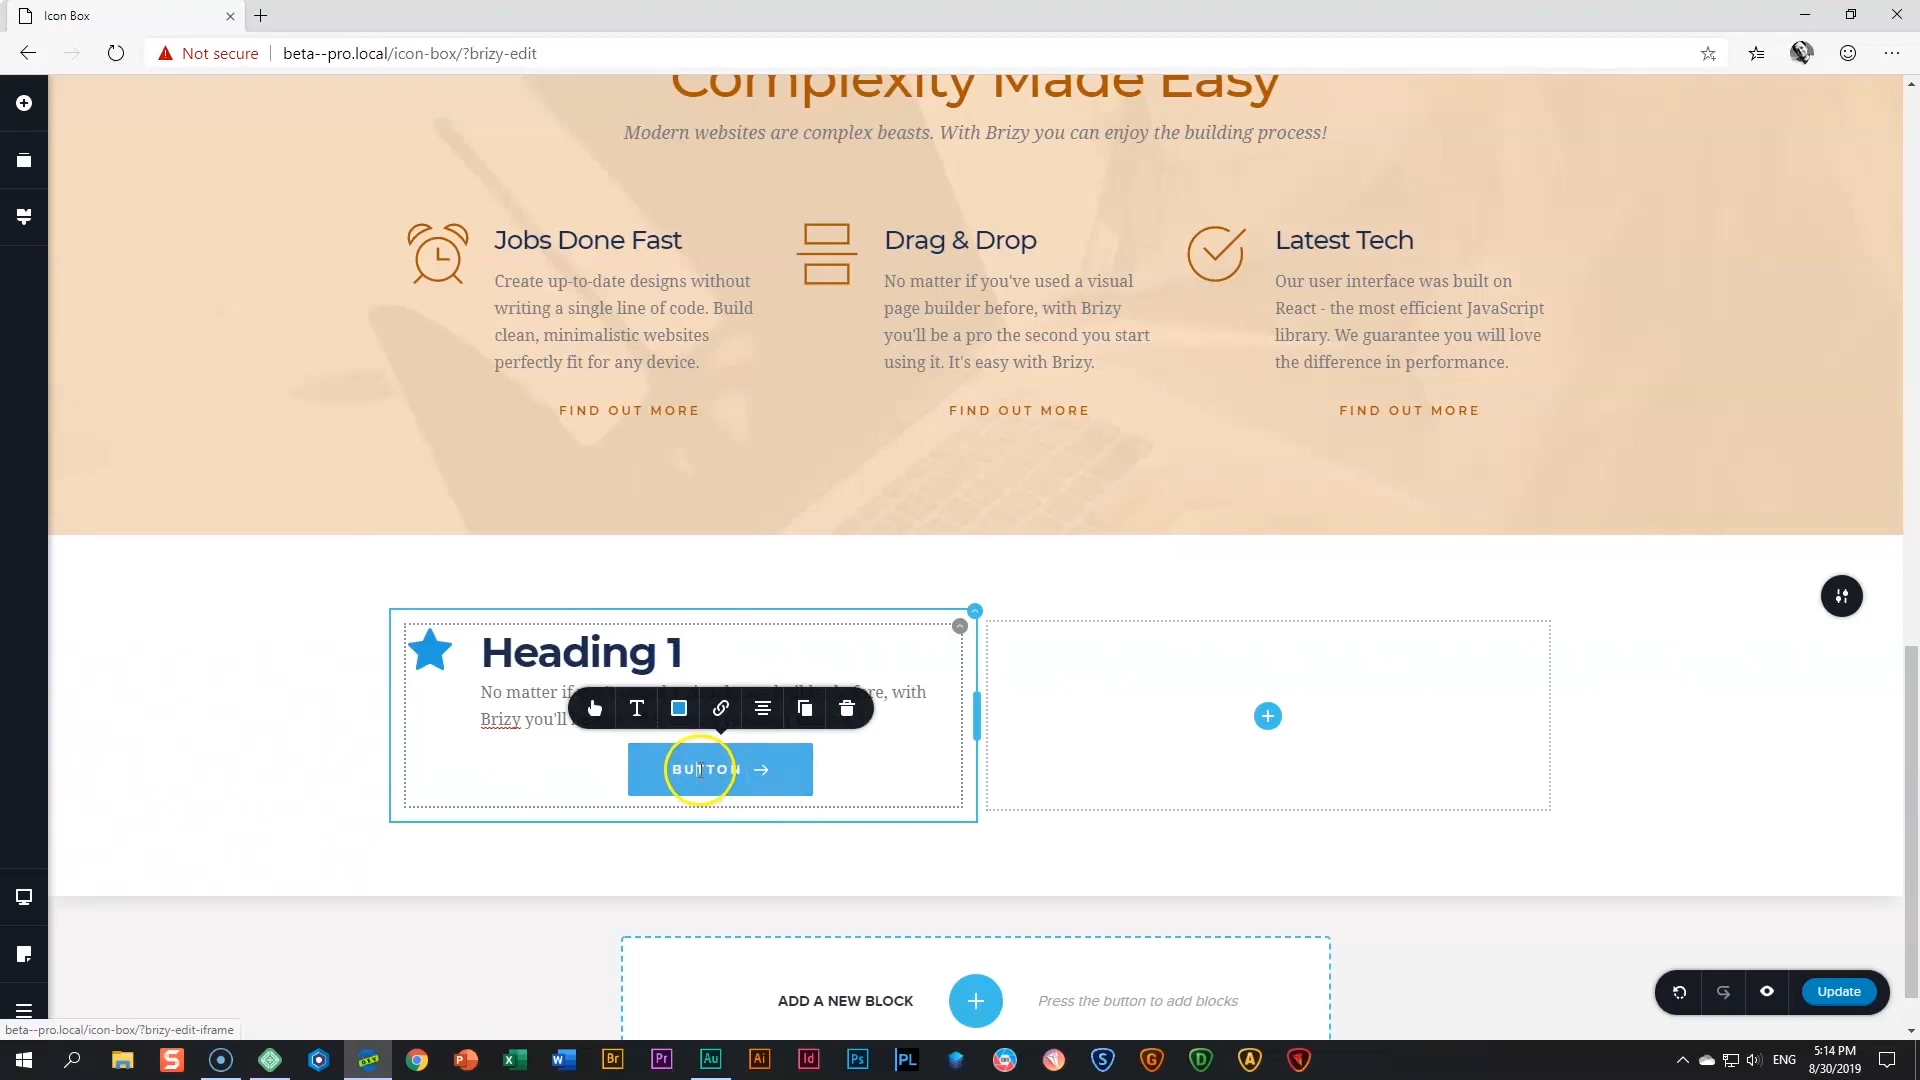 Icon Box
Not secure
beta--pro.local/icon-box/?brizy-edit
Complexity Made Easy
Modern websites are complex beasts. With Brizy you can enjoy the building process!
Jobs Done Fast
Create up-to-date designs without
writing a single line of code. Build
clean, minimalistic websites
perfectly fit for any device.
FIND OUT MORE
Drag & Drop
No matter if you've used a visual
page builder before, with Brizy
you'll be a pro the second you start
using it. It's easy with Brizy.
FIND OUT MORE
Latest Tech
Our user interface was built on
React - the most efficient JavaScript
library. We guarantee you will love
the difference in performance.
FIND OUT MORE
Heading 1
No matter if re, with
Brizy you'll
BUTTON
ADD A NEW BLOCK
Press the button to add blocks
Update
beta--pro.local/icon-box/?brizy-edit-iframe
Br Pr Au Ai Id Ps PL S G D A
ENG
5:14 PM
8/30/2019